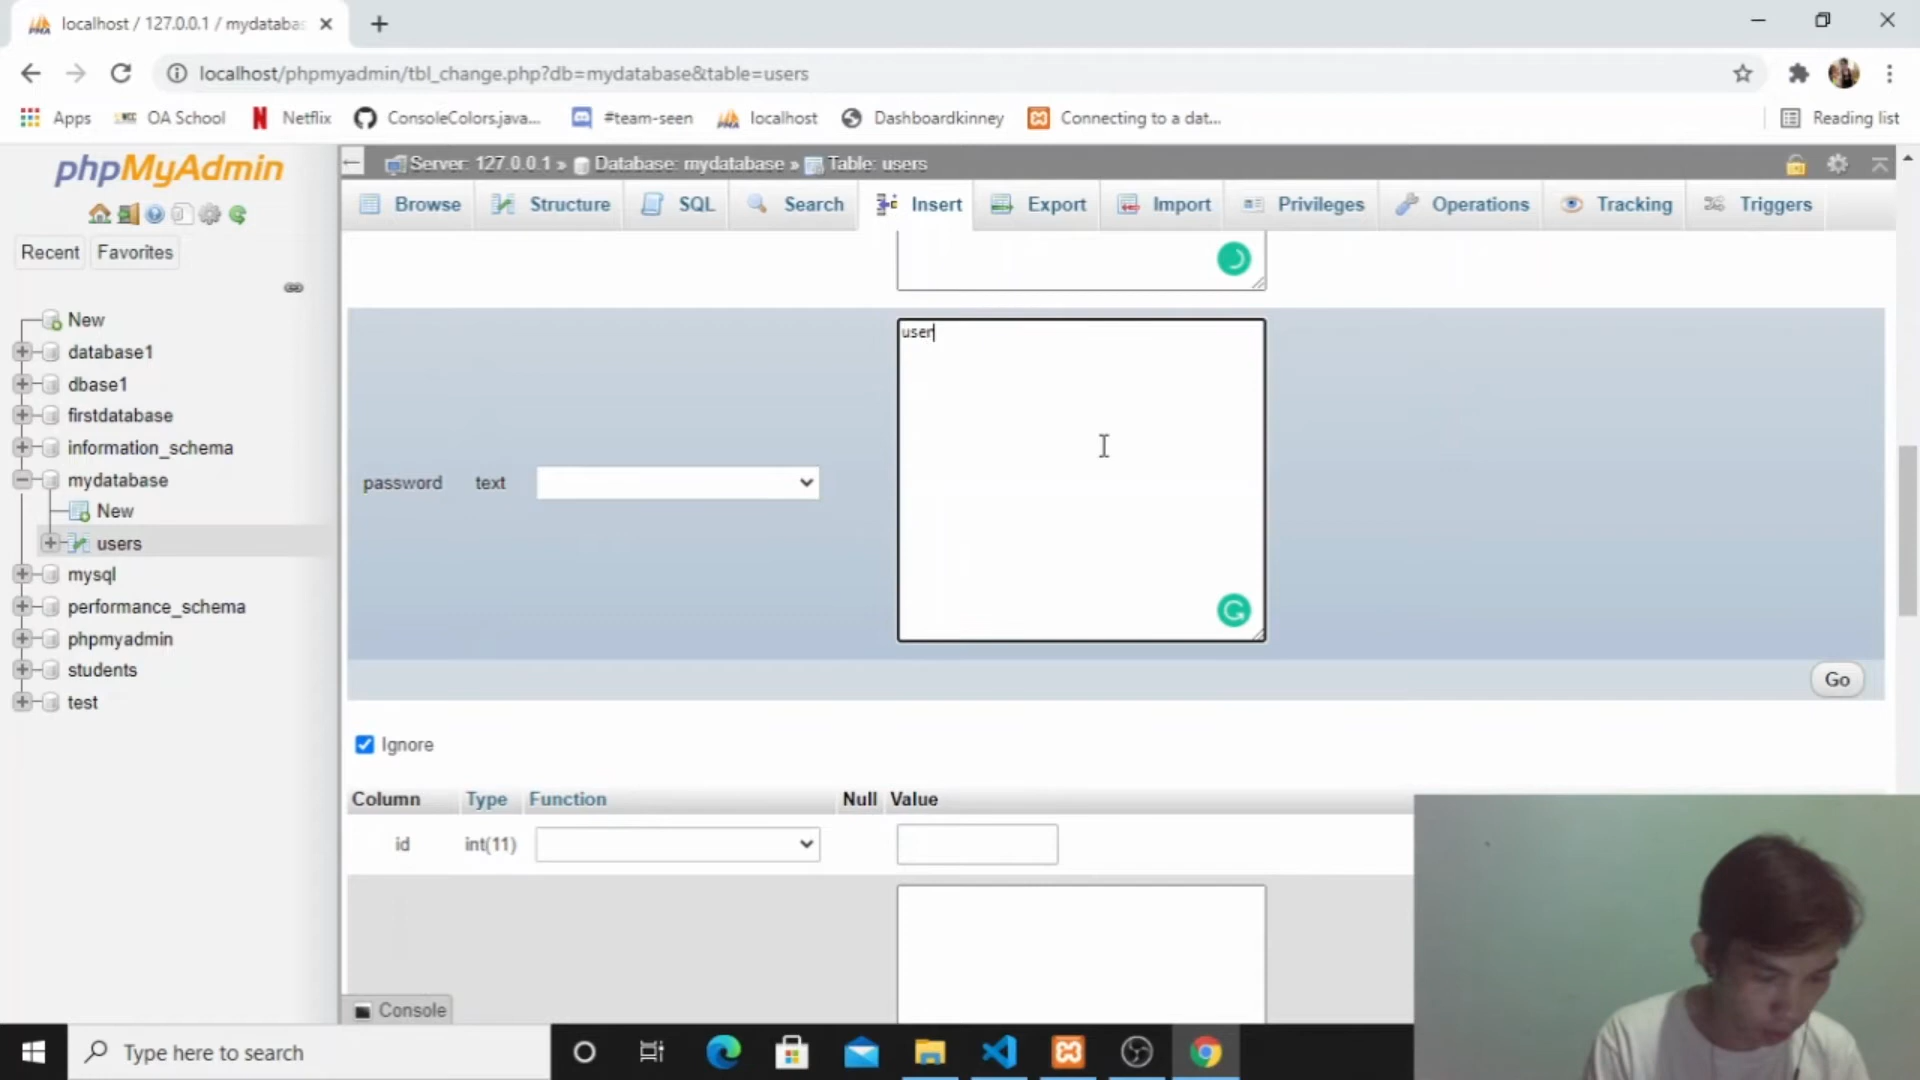 localhost / 127.0.0.1 / mydatabas
localhost/phpmyadmin/tbl_change.php?db=mydatabase&table=users
Apps
OA School
Netflix
ConsoleColors.java...
#team-seen
localhost
Dashboardkinney
Connecting to a dat...
Reading list
phpMyAdmin
Server: 127.0.0.1 » Database: mydatabase » Table: users
Browse
Structure
SQL
Search
Insert
Export
Import
Privileges
Operations
Tracking
Triggers
Recent
Favorites
New
database1
dbase1
firstdatabase
information_schema
mydatabase
New
users
mysql
performance_schema
phpmyadmin
students
test
user
password text
Go
Ignore
Column Type Function Null Value
id int(11)
Console
Type here to search